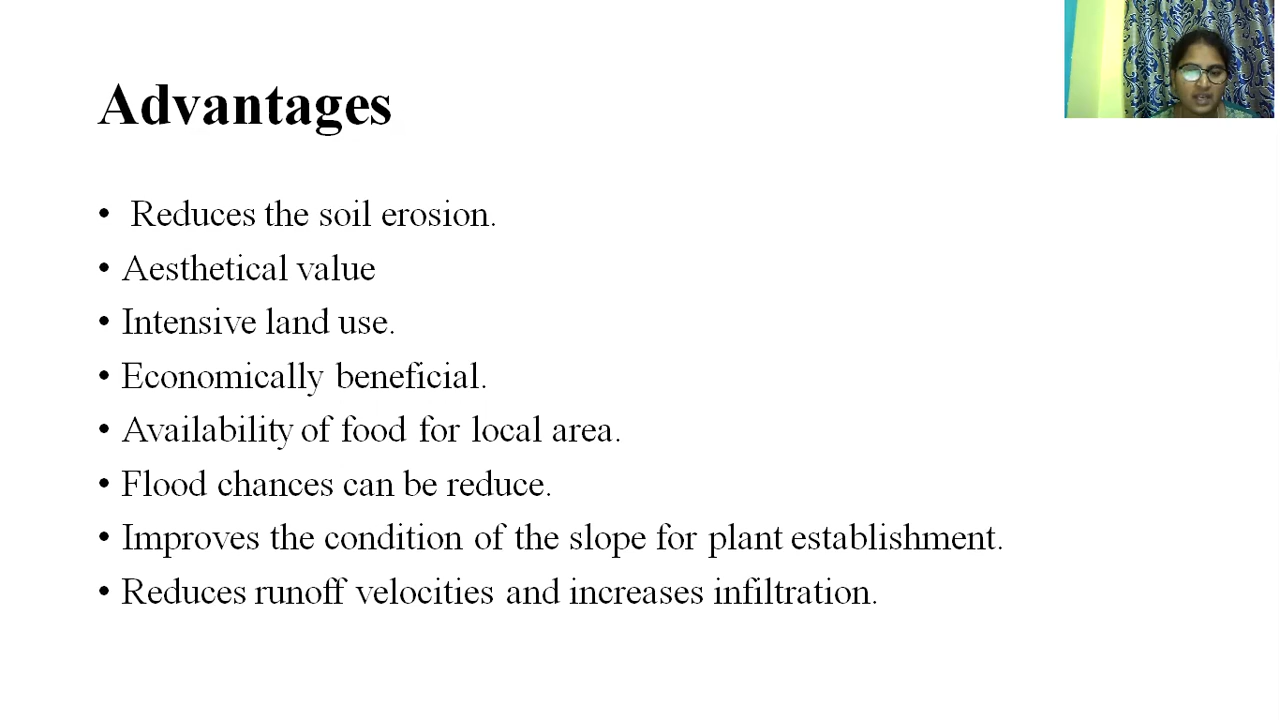 Advantages
• Reduces the soil erosion.
• Aesthetical value
• Intensive land use.
• Economically beneficial.
• Availability of food for local area.
• Flood chances can be reduce.
• Improves the condition of the slope for plant establishment.
• Reduces runoff velocities and increases infiltration.